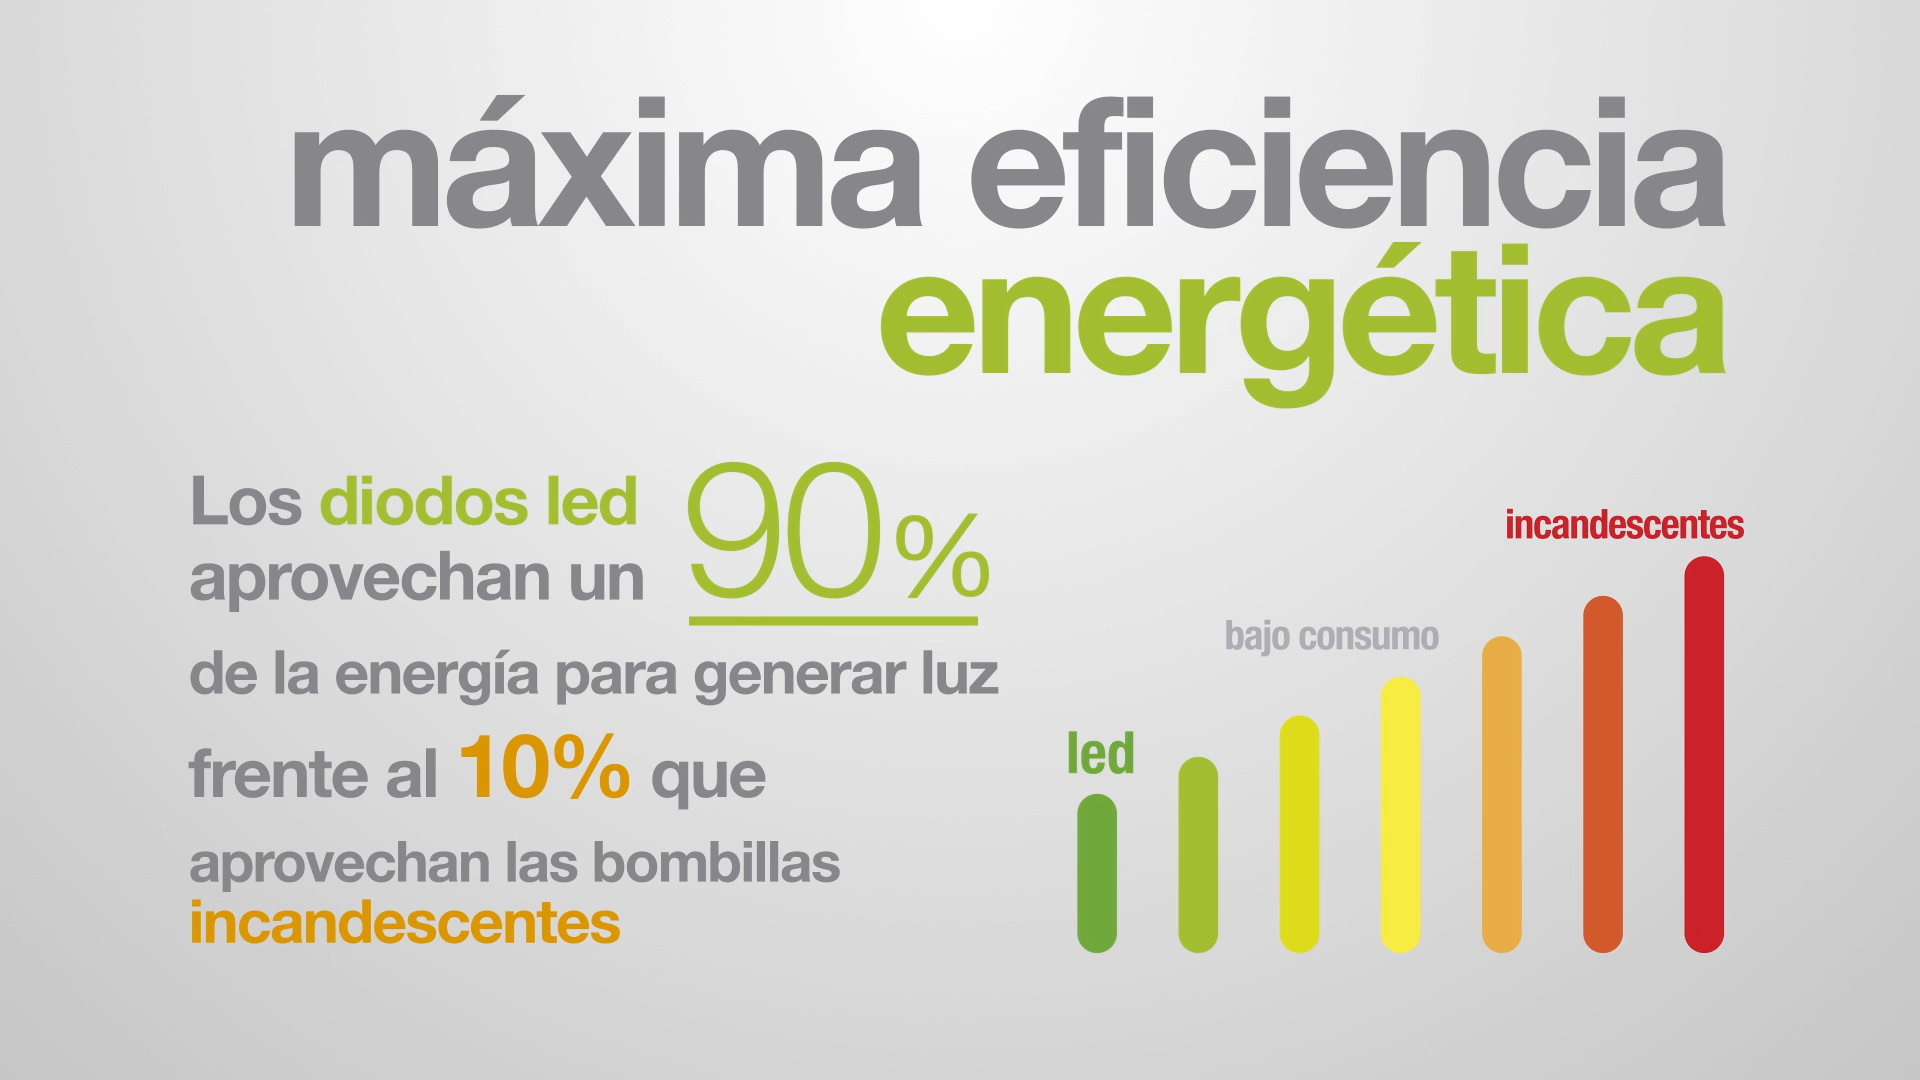 máxima eficiencia
energética
Los diodos led
aprovechan un 90%
de la energía para generar luz
frente al 10% que
aprovechan las bombillas
incandescentes
led
bajo consumo
incandescentes